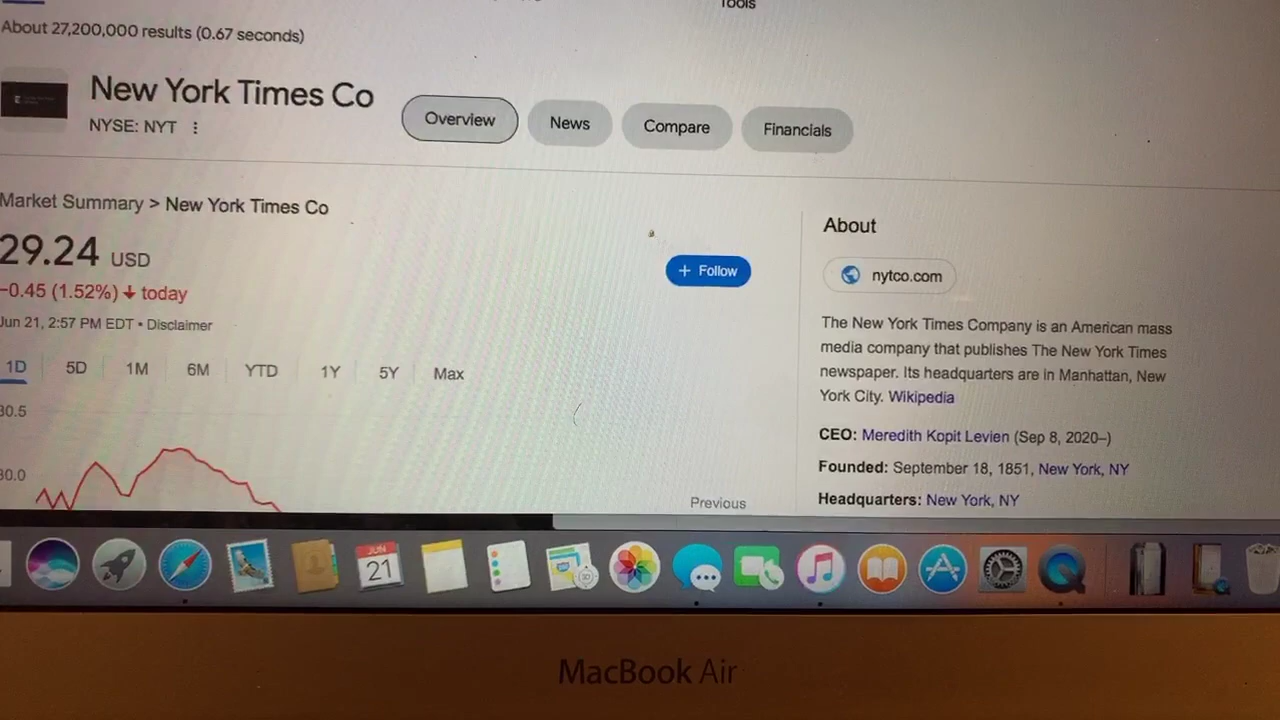 Tools
About 27,200,000 results (0.67 seconds)
New York Times Co
NYSE: NYT
Overview
News
Compare
Financials
Market Summary > New York Times Co
29.24 USD
−0.45 (1.52%) today
Jun 21, 2:57 PM EDT • Disclaimer
+ Follow
1D 5D 1M 6M YTD 1Y 5Y Max
30.5
30.0
Previous
About
nytco.com
The New York Times Company is an American mass
media company that publishes The New York Times
newspaper. Its headquarters are in Manhattan, New
York City. Wikipedia
CEO: Meredith Kopit Levien (Sep 8, 2020–)
Founded: September 18, 1851, New York, NY
Headquarters: New York, NY
JUN
21
MacBook Air